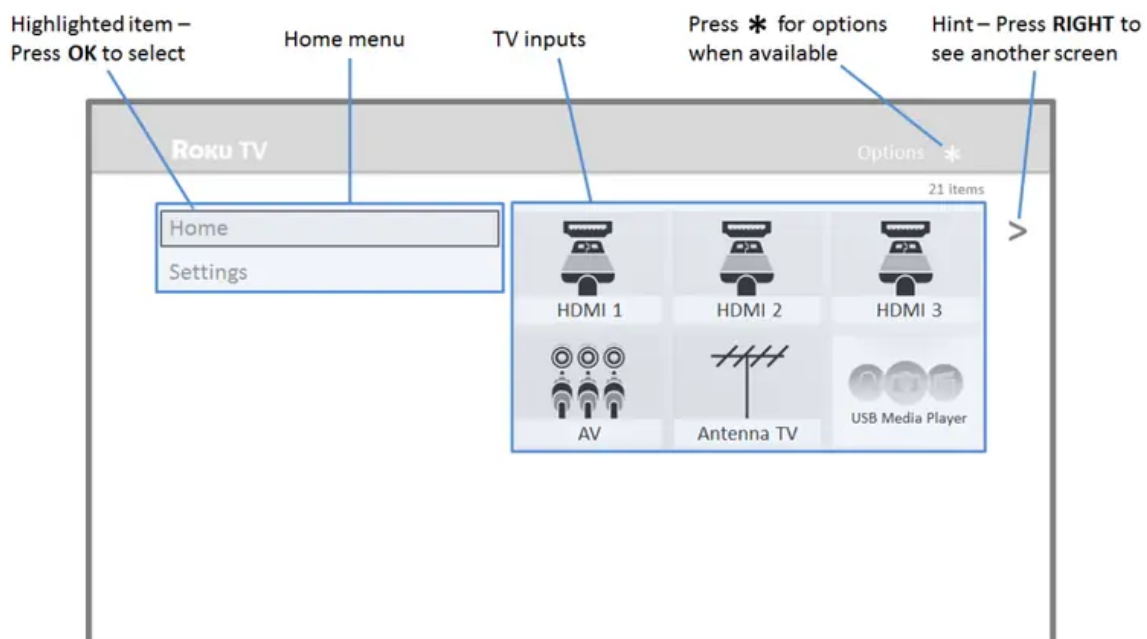 Highlighted item –
Press OK to select
Home menu
TV inputs
Press ✱ for options
when available
Hint – Press RIGHT to
see another screen
ROKU TV
Options ✱
21 items
Home
Settings
>
HDMI 1
HDMI 2
HDMI 3
AV
Antenna TV
USB Media Player